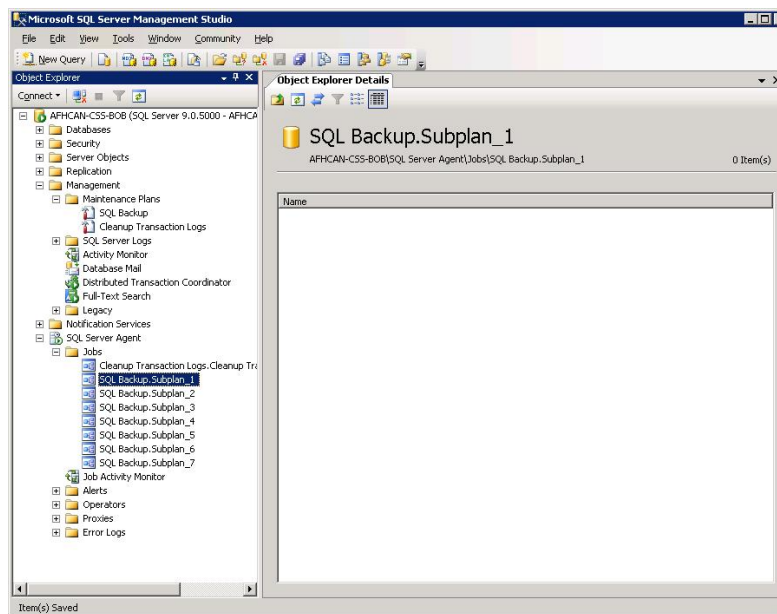 Microsoft SQL Server Management Studio
File Edit View Tools Window Community Help
New Query
Object Explorer
Connect
AFHCAN-CSS-BOB (SQL Server 9.0.5000 - AFHCA
Databases
Security
Server Objects
Replication
Management
Maintenance Plans
SQL Backup
Cleanup Transaction Logs
SQL Server Logs
Activity Monitor
Database Mail
Distributed Transaction Coordinator
Full-Text Search
Legacy
Notification Services
SQL Server Agent
Jobs
Cleanup Transaction Logs.Cleanup Tra
SQL Backup.Subplan_1
SQL Backup.Subplan_2
SQL Backup.Subplan_3
SQL Backup.Subplan_4
SQL Backup.Subplan_5
SQL Backup.Subplan_6
SQL Backup.Subplan_7
Job Activity Monitor
Alerts
Operators
Proxies
Error Logs
Object Explorer Details
SQL Backup.Subplan_1
AFHCAN-CSS-BOB\SQL Server Agent\Jobs\SQL Backup.Subplan_1 0 Item(s)
Name
Item(s) Saved